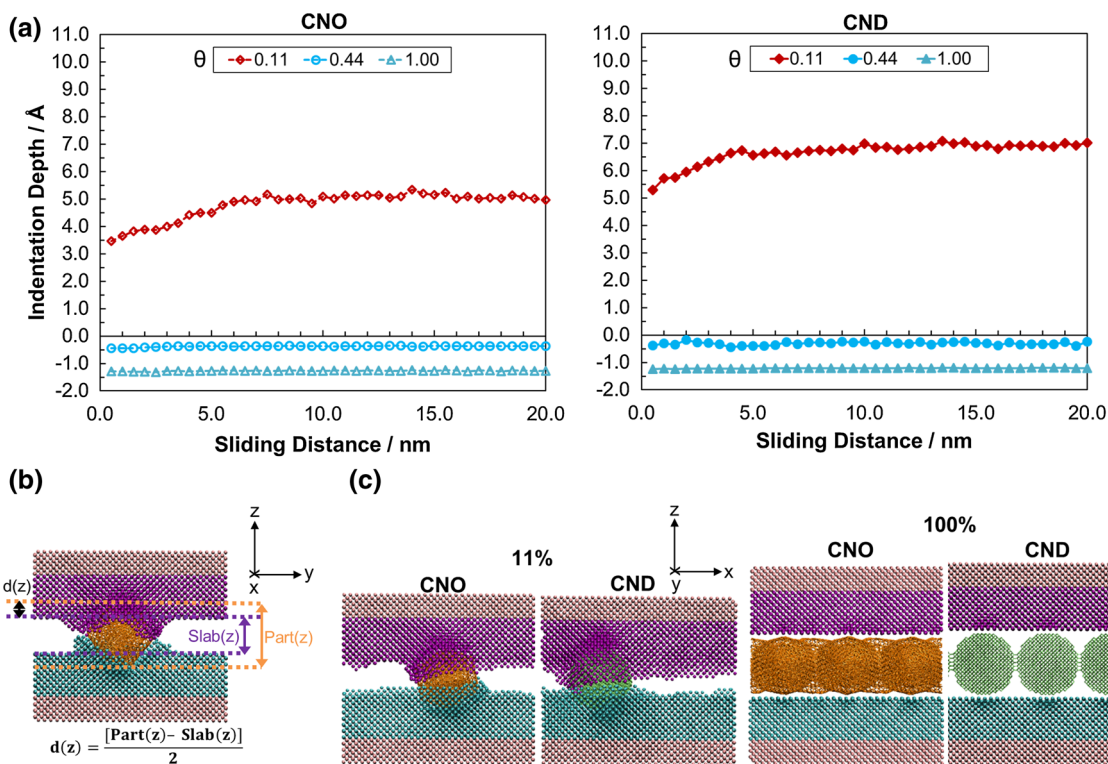 (a)
CNO
θ 0.11 0.44 1.00
11.0
10.0
9.0
8.0
7.0
6.0
5.0
4.0
3.0
2.0
1.0
0.0
-1.0
-2.0
Indentation Depth / Å
0.0 5.0 10.0 15.0 20.0
Sliding Distance / nm
CND
θ 0.11 0.44 1.00
11.0
10.0
9.0
8.0
7.0
6.0
5.0
4.0
3.0
2.0
1.0
0.0
-1.0
-2.0
0.0 5.0 10.0 15.0 20.0
Sliding Distance / nm
(b)
z
y
x
d(z)
Slab(z)
Part(z)
d(z) = [Part(z)- Slab(z)]
2
(c)
11%
CNO CND
z
x
y
100%
CNO CND